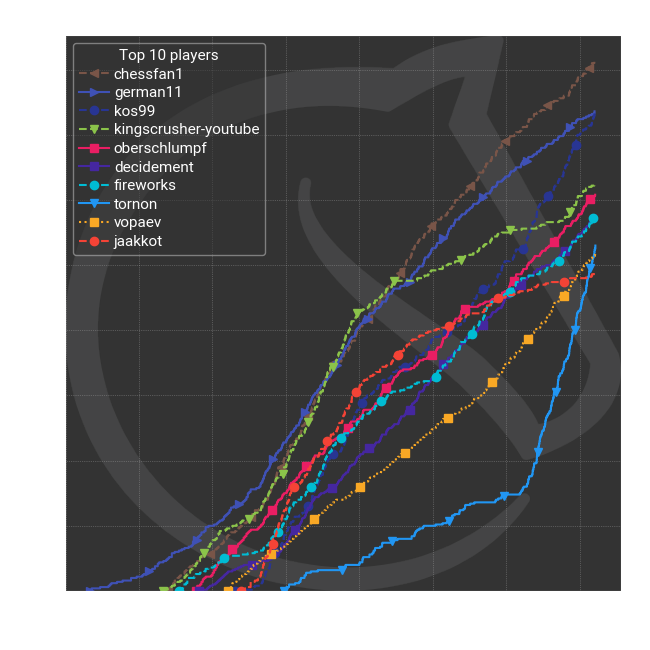 Top 10 players
chessfan1
german11
kos99
kingscrusher-youtube
oberschlumpf
decidement
fireworks
tornon
vopaev
jaakkot